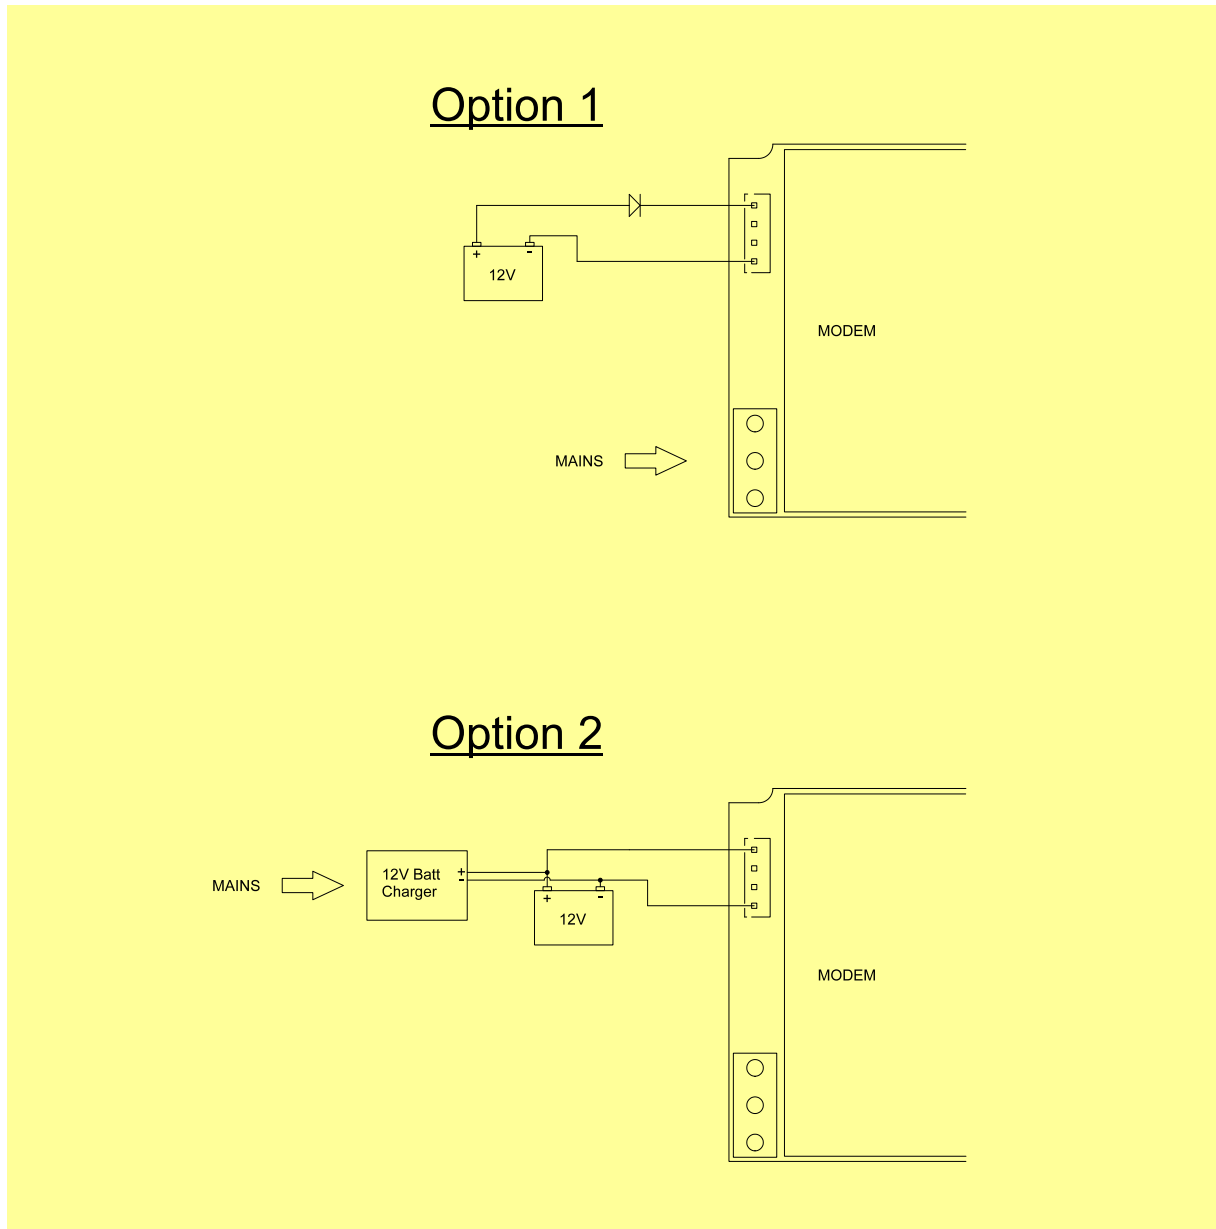 Option 1
+ -
12V
MODEM
MAINS
Option 2
MAINS
12V Batt
Charger
+
-
+ -
12V
MODEM